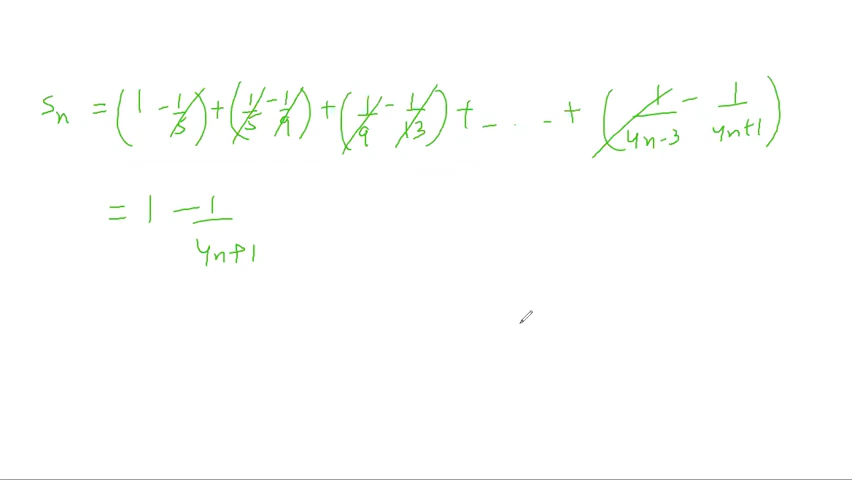 Sn = (1 - 1/5) + (1/5 - 1/9) + (1/9 - 1/13) + - . . - + (1/4n-3 - 1/4n+1)
= 1 - 1/4n+1